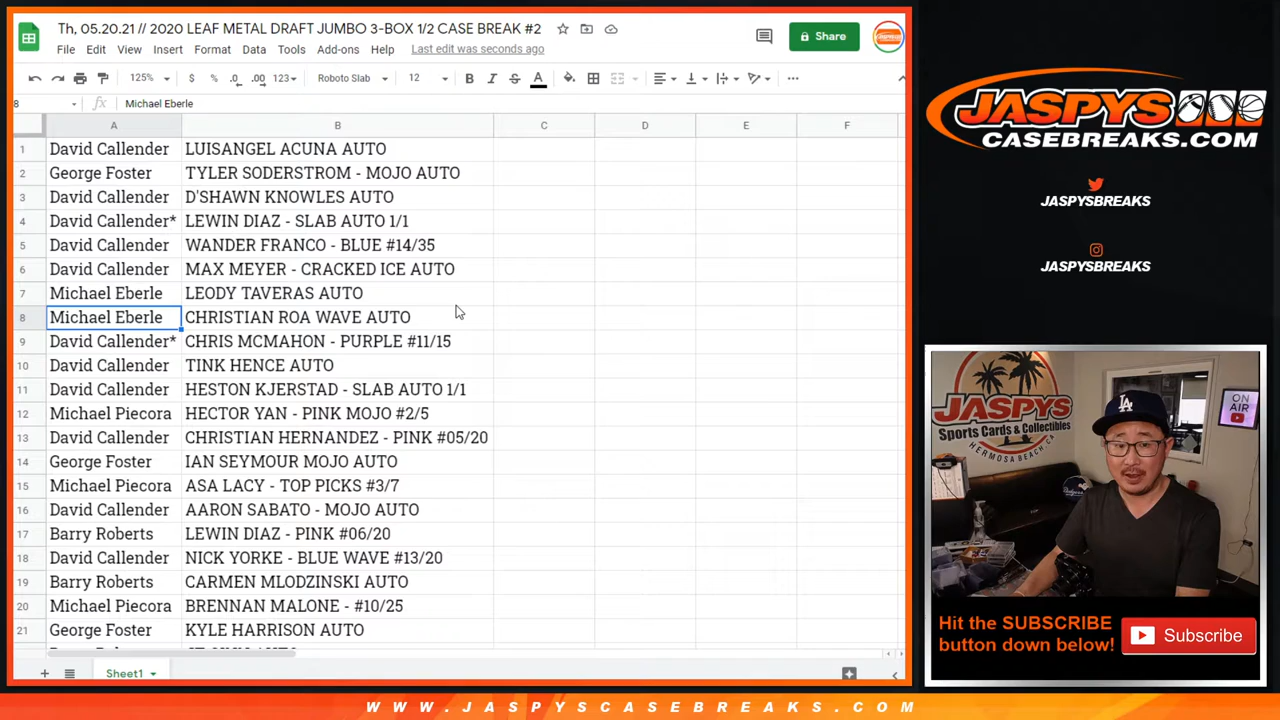 Th, 05.20.21 // 2020 LEAF METAL DRAFT JUMBO 3-BOX 1/2 CASE BREAK #2
Share
File Edit View Insert Format Data Tools Add-ons Help Last edit was seconds ago
125% $ % .0 .00 123 Roboto Slab 12 B I S A
8 fx Michael Eberle
A B C D E F
1 David Callender LUISANGEL ACUNA AUTO
2 George Foster TYLER SODERSTROM - MOJO AUTO
3 David Callender D'SHAWN KNOWLES AUTO
4 David Callender* LEWIN DIAZ - SLAB AUTO 1/1
5 David Callender WANDER FRANCO - BLUE #14/35
6 David Callender MAX MEYER - CRACKED ICE AUTO
7 Michael Eberle LEODY TAVERAS AUTO
8 Michael Eberle CHRISTIAN ROA WAVE AUTO
9 David Callender* CHRIS MCMAHON - PURPLE #11/15
10 David Callender TINK HENCE AUTO
11 David Callender HESTON KJERSTAD - SLAB AUTO 1/1
12 Michael Piecora HECTOR YAN - PINK MOJO #2/5
13 David Callender CHRISTIAN HERNANDEZ - PINK #05/20
14 George Foster IAN SEYMOUR MOJO AUTO
15 Michael Piecora ASA LACY - TOP PICKS #3/7
16 David Callender AARON SABATO - MOJO AUTO
17 Barry Roberts LEWIN DIAZ - PINK #06/20
18 David Callender NICK YORKE - BLUE WAVE #13/20
19 Barry Roberts CARMEN MLODZINSKI AUTO
20 Michael Piecora BRENNAN MALONE - #10/25
21 George Foster KYLE HARRISON AUTO
Sheet1
JASPYS
CASEBREAKS.COM
JASPYSBREAKS
JASPYSBREAKS
JASPYS
Sports Cards & Collectibles
HERMOSA BEACH CA
LA
ON
AIR
Hit the SUBSCRIBE
button down below!
Subscribe
WWW.JASPYSCASEBREAKS.COM